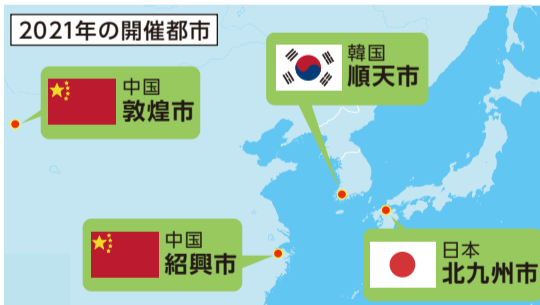 2021年の開催都市
中国
敦煌市
韓国
順天市
中国
紹興市
日本
北九州市